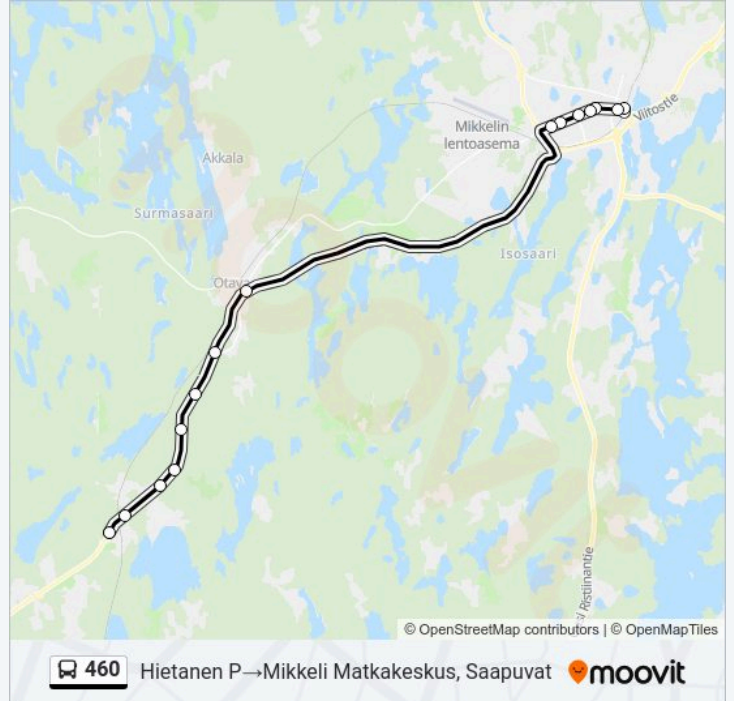 Viitostie
Mikkelin
lentoasema
Akkala
Surmasaari
Isosaari
Otava
Ristiinantie
© OpenStreetMap contributors | © OpenMapTiles
460 Hietanen P→Mikkeli Matkakeskus, Saapuvat moovit